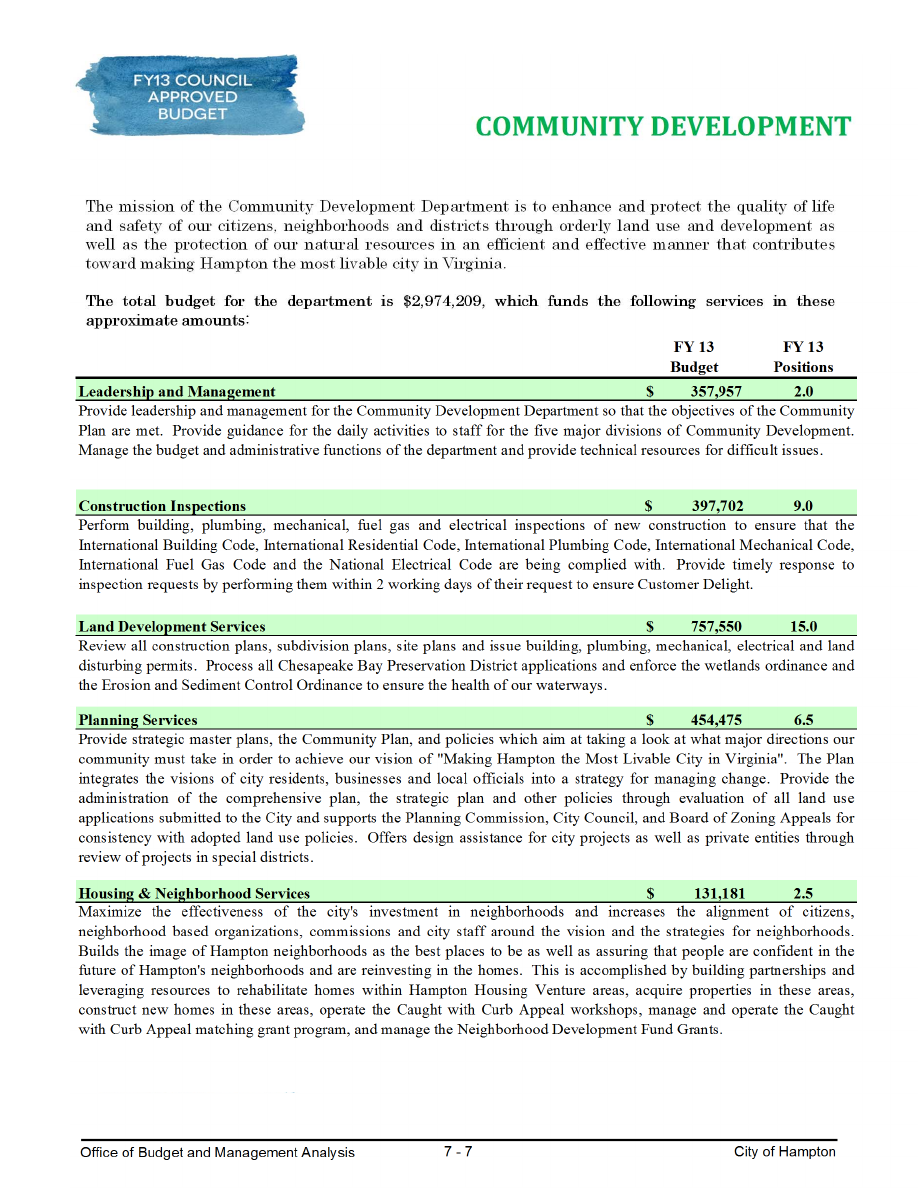 FY13 COUNCIL
APPROVED
BUDGET
COMMUNITY DEVELOPMENT
The mission of the Community Development Department is to enhance and protect the quality of life
and safety of our citizens, neighborhoods and districts through orderly land use and development as
well as the protection of our natural resources in an efficient and effective manner that contributes
toward making Hampton the most livable city in Virginia.
The total budget for the department is $2,974,209, which funds the following services in these
approximate amounts:
FY 13 FY 13
Budget Positions
Leadership and Management $ 357,957 2.0
Provide leadership and management for the Community Development Department so that the objectives of the Community
Plan are met. Provide guidance for the daily activities to staff for the five major divisions of Community Development.
Manage the budget and administrative functions of the department and provide technical resources for difficult issues.
Construction Inspections $ 397,702 9.0
Perform building, plumbing, mechanical, fuel gas and electrical inspections of new construction to ensure that the
International Building Code, International Residential Code, International Plumbing Code, International Mechanical Code,
International Fuel Gas Code and the National Electrical Code are being complied with. Provide timely response to
inspection requests by performing them within 2 working days of their request to ensure Customer Delight.
Land Development Services $ 757,550 15.0
Review all construction plans, subdivision plans, site plans and issue building, plumbing, mechanical, electrical and land
disturbing permits. Process all Chesapeake Bay Preservation District applications and enforce the wetlands ordinance and
the Erosion and Sediment Control Ordinance to ensure the health of our waterways.
Planning Services $ 454,475 6.5
Provide strategic master plans, the Community Plan, and policies which aim at taking a look at what major directions our
community must take in order to achieve our vision of "Making Hampton the Most Livable City in Virginia". The Plan
integrates the visions of city residents, businesses and local officials into a strategy for managing change. Provide the
administration of the comprehensive plan, the strategic plan and other policies through evaluation of all land use
applications submitted to the City and supports the Planning Commission, City Council, and Board of Zoning Appeals for
consistency with adopted land use policies. Offers design assistance for city projects as well as private entities through
review of projects in special districts.
Housing & Neighborhood Services $ 131,181 2.5
Maximize the effectiveness of the city's investment in neighborhoods and increases the alignment of citizens,
neighborhood based organizations, commissions and city staff around the vision and the strategies for neighborhoods.
Builds the image of Hampton neighborhoods as the best places to be as well as assuring that people are confident in the
future of Hampton's neighborhoods and are reinvesting in the homes. This is accomplished by building partnerships and
leveraging resources to rehabilitate homes within Hampton Housing Venture areas, acquire properties in these areas,
construct new homes in these areas, operate the Caught with Curb Appeal workshops, manage and operate the Caught
with Curb Appeal matching grant program, and manage the Neighborhood Development Fund Grants.
Office of Budget and Management Analysis 7 - 7 City of Hampton